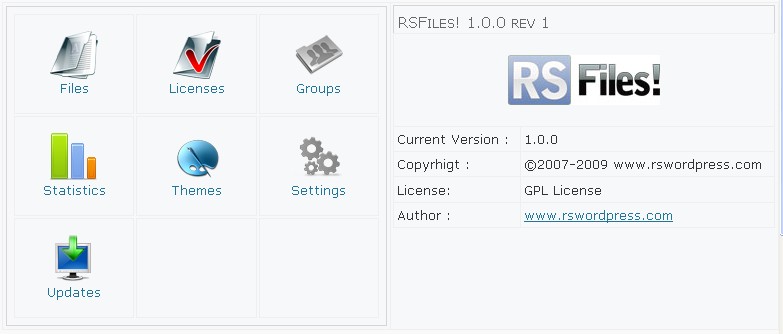 Files Licenses Groups
Statistics Themes Settings
Updates
RSFiles! 1.0.0 rev 1
RS Files!
Current Version : 1.0.0
Copyrhigt : ©2007-2009 www.rswordpress.com
License: GPL License
Author : www.rswordpress.com